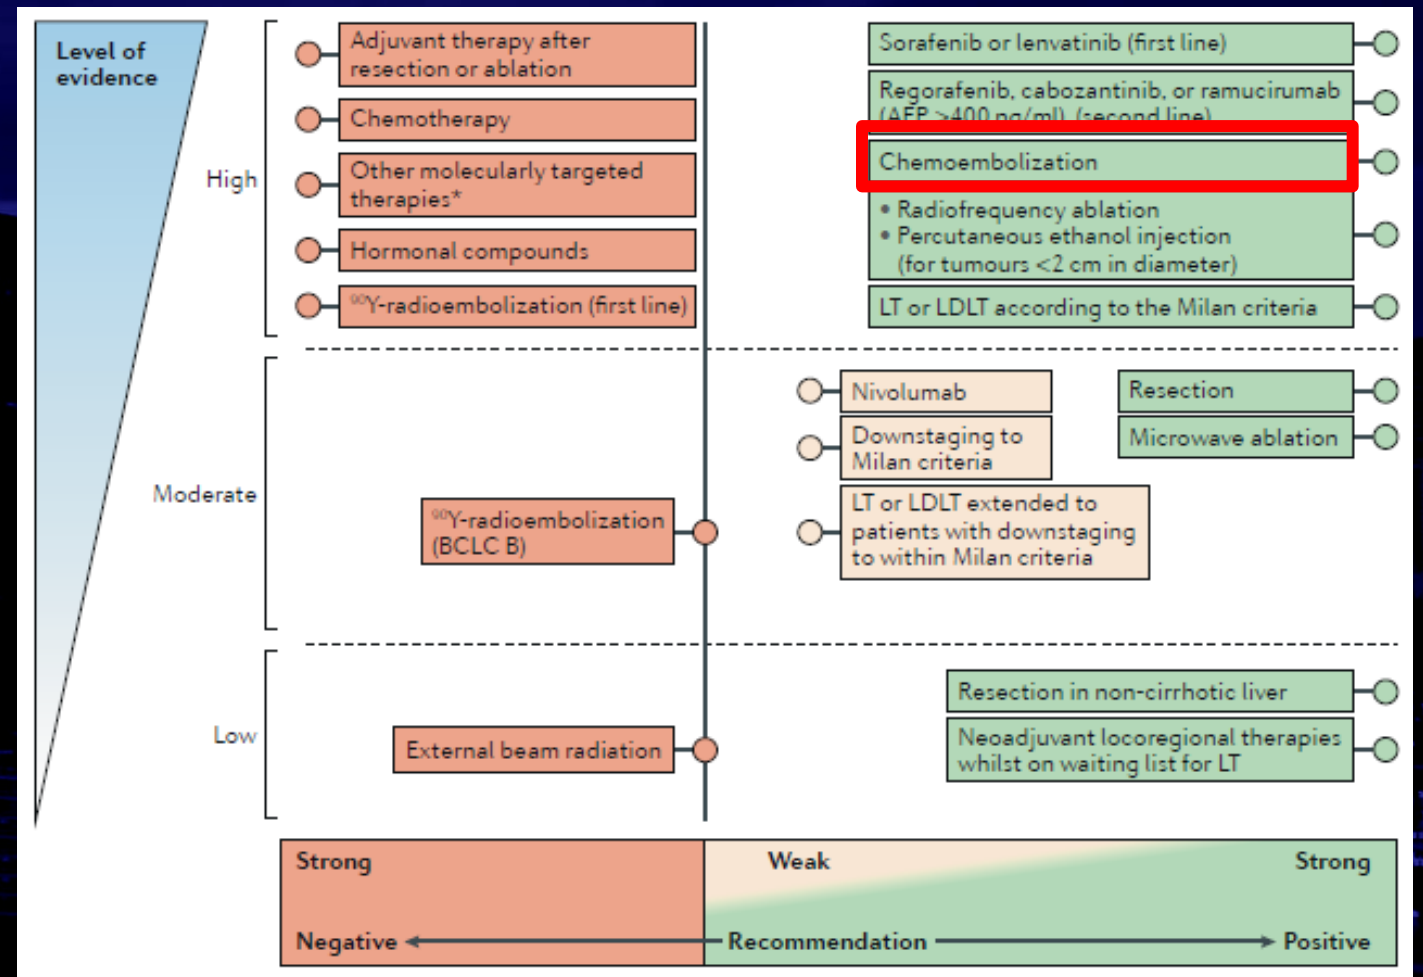 Level of
evidence
High
Adjuvant therapy after
resection or ablation
Chemotherapy
Other molecularly targeted
therapies*
Hormonal compounds
⁹⁰Y-radioembolization (first line)
Sorafenib or lenvatinib (first line)
Regorafenib, cabozantinib, or ramucirumab
(AFP >400 ng/ml) (second line)
Chemoembolization
• Radiofrequency ablation
• Percutaneous ethanol injection
(for tumours <2 cm in diameter)
LT or LDLT according to the Milan criteria
Moderate
⁹⁰Y-radioembolization
(BCLC B)
Nivolumab
Downstaging to
Milan criteria
LT or LDLT extended to
patients with downstaging
to within Milan criteria
Resection
Microwave ablation
Low
External beam radiation
Resection in non-cirrhotic liver
Neoadjuvant locoregional therapies
whilst on waiting list for LT
Strong Weak Strong
Negative Recommendation Positive